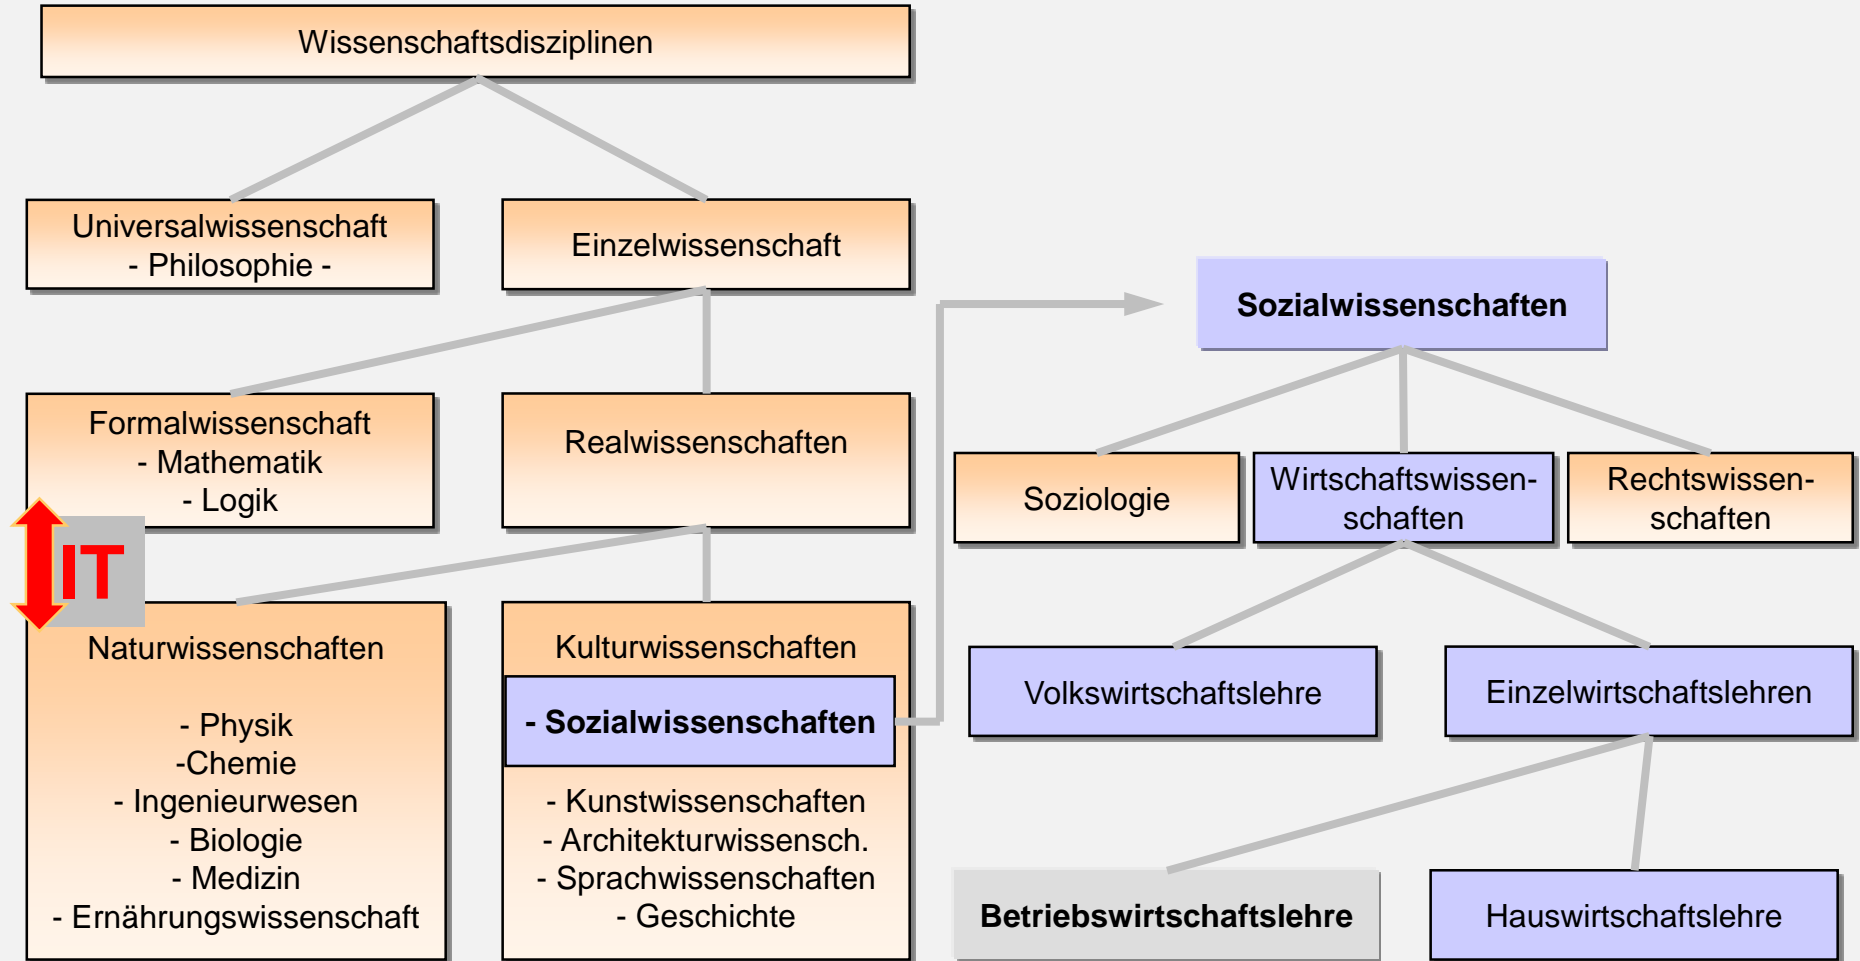 Wissenschaftsdisziplinen
Universalwissenschaft
- Philosophie -
Einzelwissenschaft
Formalwissenschaft
- Mathematik
- Logik
Realwissenschaften
IT
Naturwissenschaften
- Physik
-Chemie
- Ingenieurwesen
- Biologie
- Medizin
- Ernährungswissenschaft
Kulturwissenschaften
- Sozialwissenschaften
- Kunstwissenschaften
- Architekturwissensch.
- Sprachwissenschaften
- Geschichte
Sozialwissenschaften
Soziologie
Wirtschaftswissen-
schaften
Rechtswissen-
schaften
Volkswirtschaftslehre
Einzelwirtschaftslehren
Betriebswirtschaftslehre
Hauswirtschaftslehre